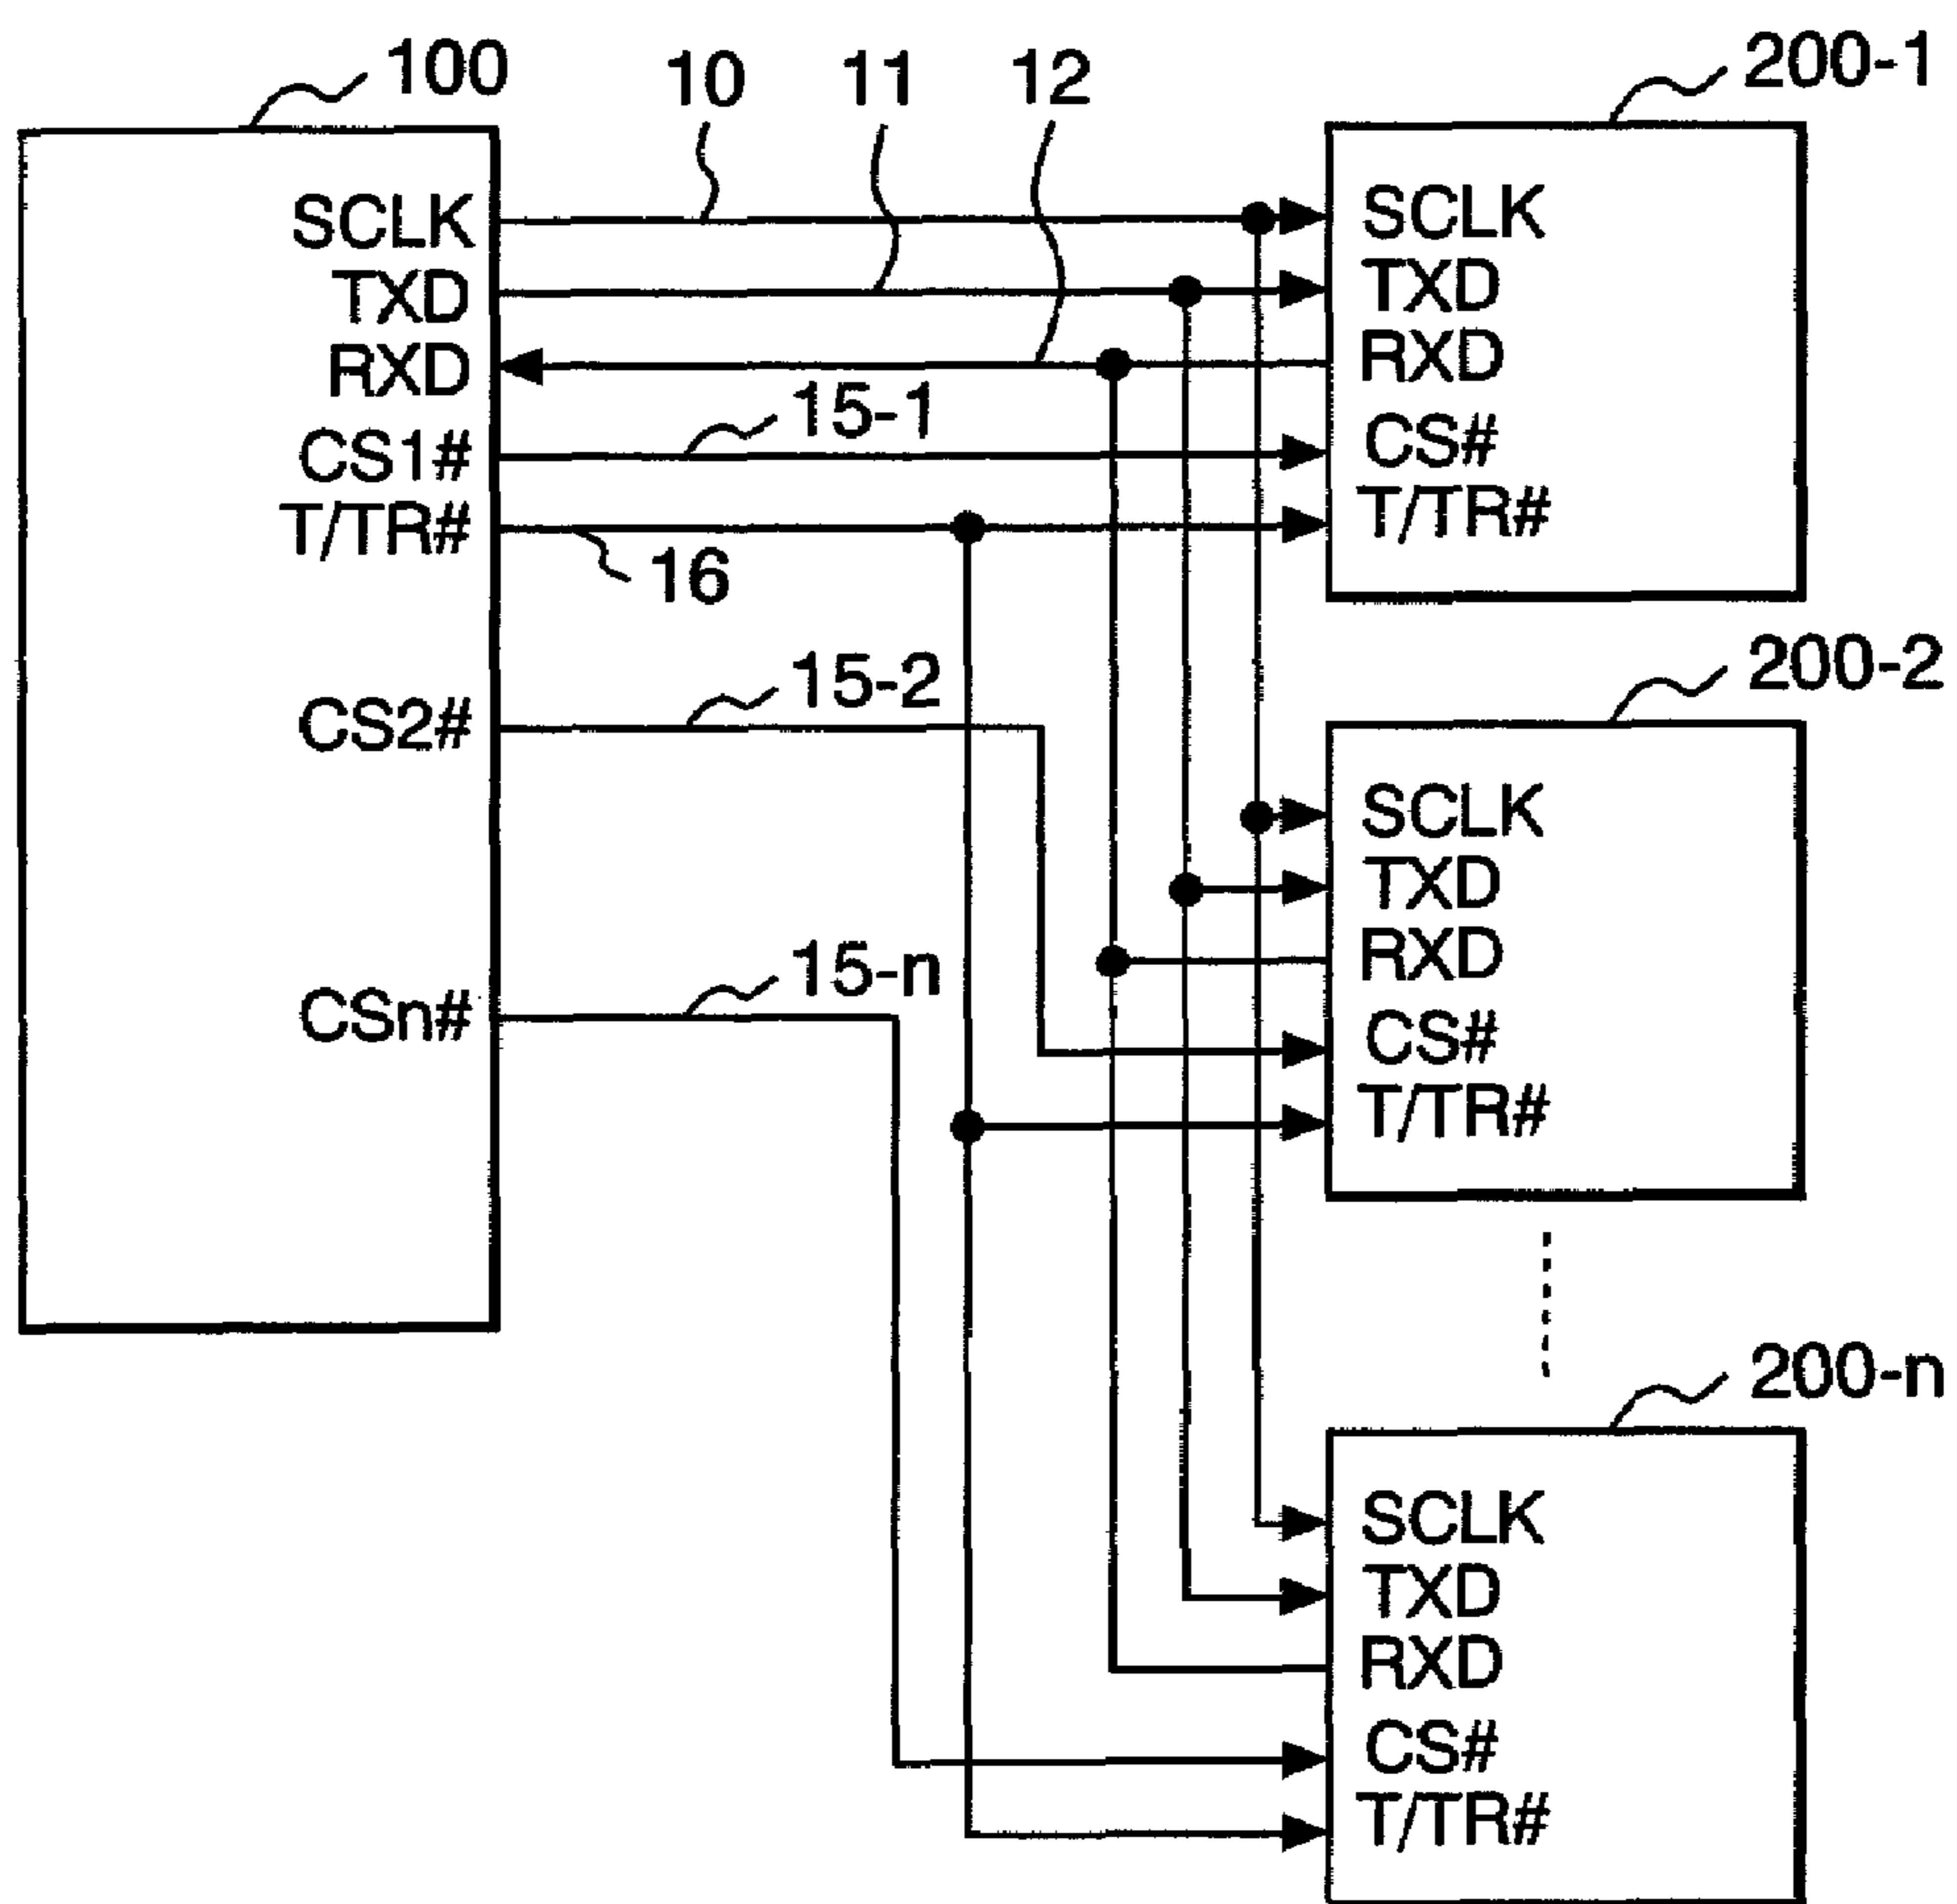 100
10
11
12
200-1
SCLK
TXD
RXD
CS1#
T/TR#
CS2#
CSn#
15-1
16
15-2
15-n
SCLK
TXD
RXD
CS#
T/TR#
200-2
SCLK
TXD
RXD
CS#
T/TR#
200-n
SCLK
TXD
RXD
CS#
T/TR#